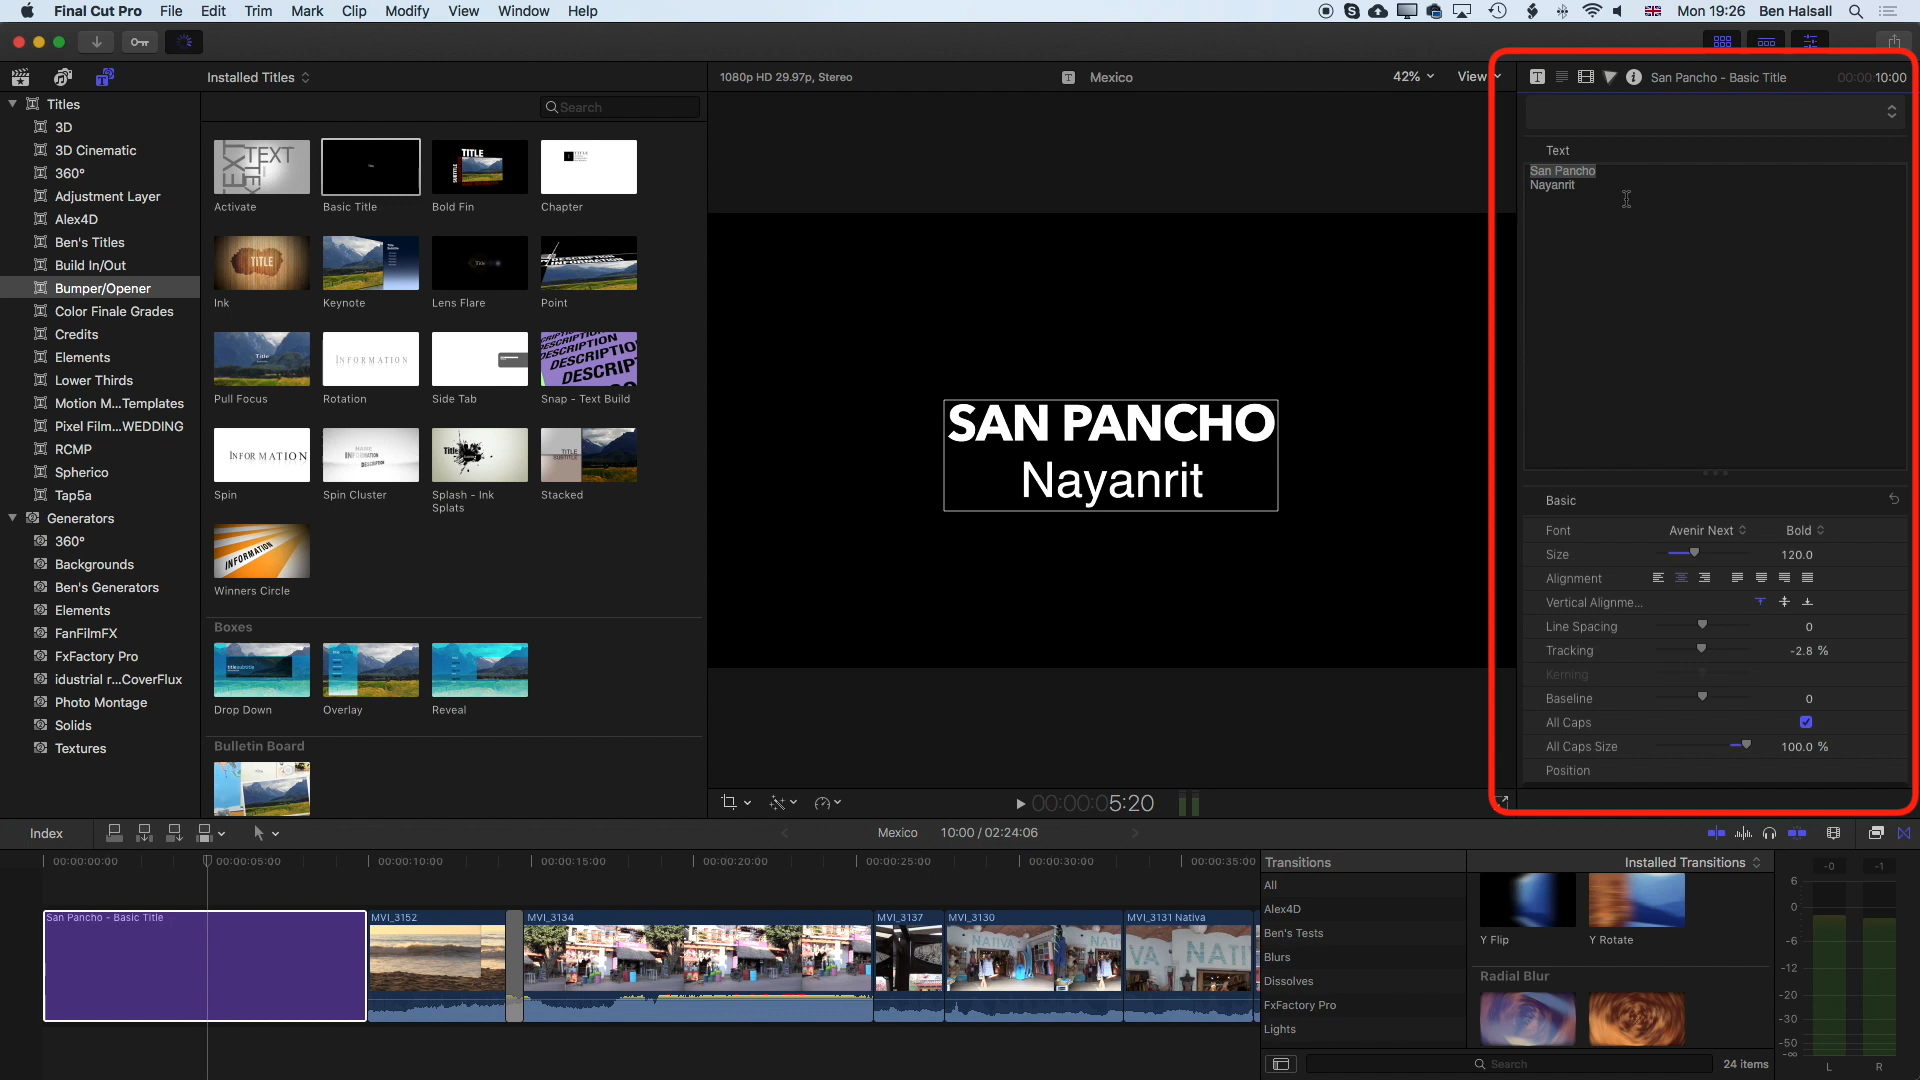 Final Cut Pro File Edit Trim Mark Clip Modify View Window Help Mon 19:26 Ben Halsall
Installed Titles
1080p HD 29.97p, Stereo Mexico 42% View
San Pancho - Basic Title 00:00:10:00
Titles
3D
3D Cinematic
360°
Adjustment Layer
Alex4D
Ben's Titles
Build In/Out
Bumper/Opener
Color Finale Grades
Credits
Elements
Lower Thirds
Motion M...Templates
Pixel Film...WEDDING
RCMP
Spherico
Tap5a
Generators
360°
Backgrounds
Ben's Generators
Elements
FanFilmFX
FxFactory Pro
idustrial r...CoverFlux
Photo Montage
Solids
Textures
Search
Activate Basic Title Bold Fin Chapter
Ink Keynote Lens Flare Point
Pull Focus Rotation Side Tab Snap - Text Build
Spin Spin Cluster Splash - Ink Splats Stacked
Winners Circle
Boxes
Drop Down Overlay Reveal
Bulletin Board
SAN PANCHO
Nayanrit
00:00:05:20
Text
San Pancho
Nayanrit
Basic
Font Avenir Next Bold
Size 120.0
Alignment
Vertical Alignme...
Line Spacing 0
Tracking -2.8 %
Kerning
Baseline 0
All Caps
All Caps Size 100.0 %
Position
Index Mexico 10:00 / 02:24:06
00:00:00:00 00:00:05:00 00:00:10:00 00:00:15:00 00:00:20:00 00:00:25:00 00:00:30:00 00:00:35:00
San Pancho - Basic Title MVI_3152 MVI_3134 MVI_3137 MVI_3130 MVI_3131 Nativa
Transitions
All
Alex4D
Ben's Tests
Blurs
Dissolves
FxFactory Pro
Lights
Installed Transitions
Y Flip Y Rotate
Radial Blur
Search 24 items
-0 -1
6
0
-6
-12
-20
-30
-50
-∞
L R